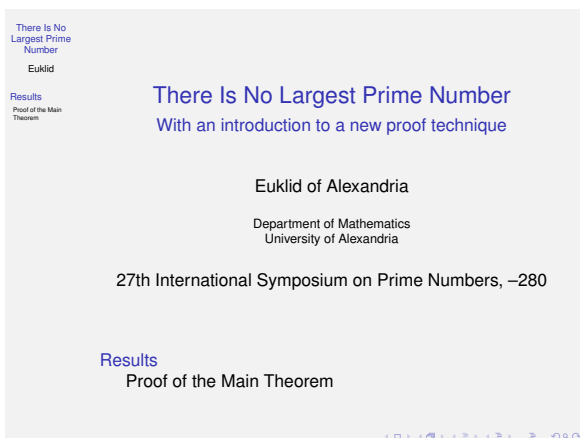 There Is No
Largest Prime
Number
Euklid
Results
Proof of the Main
Theorem
There Is No Largest Prime Number
With an introduction to a new proof technique
Euklid of Alexandria
Department of Mathematics
University of Alexandria
27th International Symposium on Prime Numbers, –280
Results
Proof of the Main Theorem